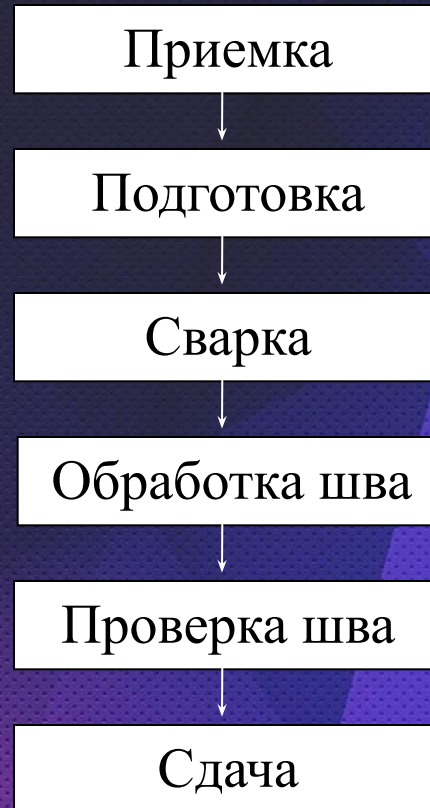 Приемка
Подготовка
Сварка
Обработка шва
Проверка шва
Сдача